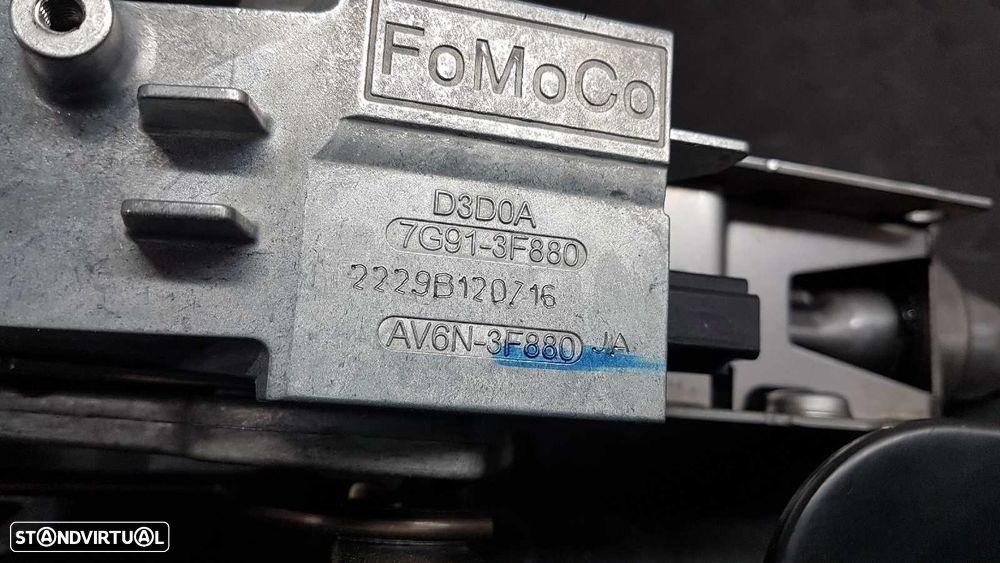 FoMoCo
D3D0A
7G91-3F880
2229B120716
AV6N-3F880 JA
STANDVIRTUAL